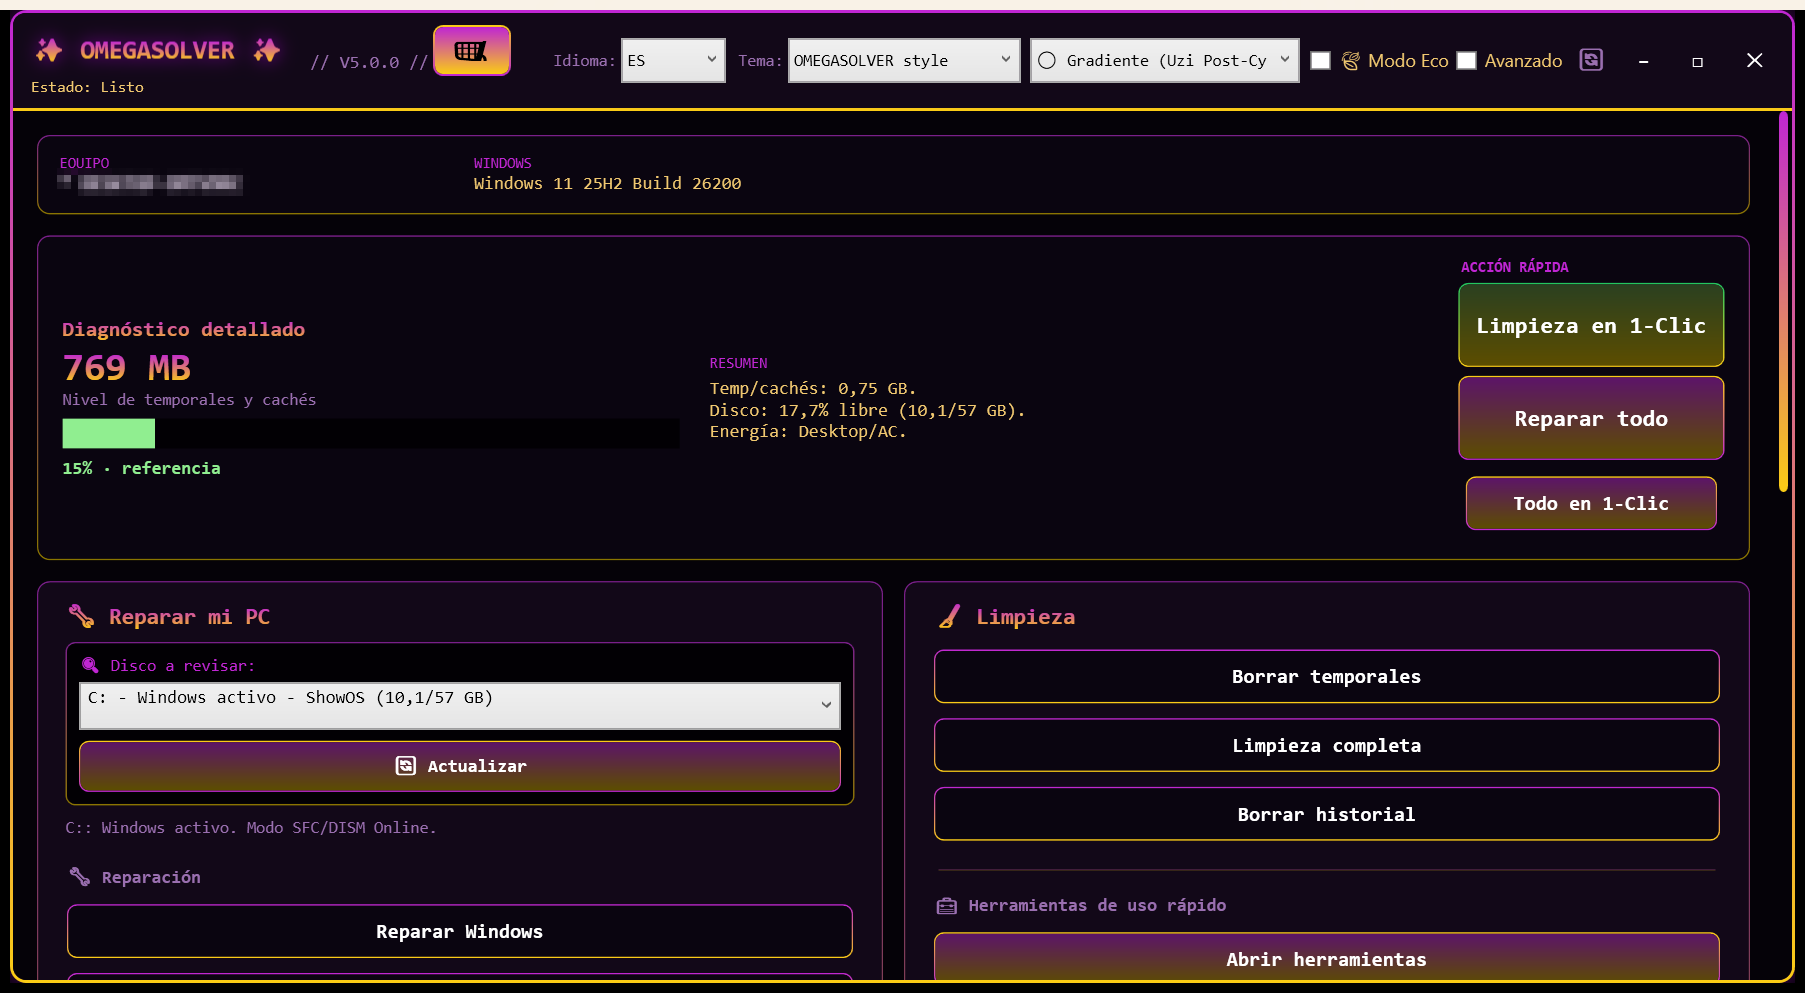 OMEGASOLVER
// V5.0.0 //
Idioma: ES
Tema: OMEGASOLVER style
Gradiente (Uzi Post-Cy
Modo Eco
Avanzado
Estado: Listo
EQUIPO
WINDOWS
Windows 11 25H2 Build 26200
Diagnóstico detallado
769 MB
Nivel de temporales y cachés
15% · referencia
RESUMEN
Temp/cachés: 0,75 GB.
Disco: 17,7% libre (10,1/57 GB).
Energía: Desktop/AC.
ACCIÓN RÁPIDA
Limpieza en 1-Clic
Reparar todo
Todo en 1-Clic
Reparar mi PC
Disco a revisar:
C: - Windows activo - ShowOS (10,1/57 GB)
Actualizar
C:: Windows activo. Modo SFC/DISM Online.
Reparación
Reparar Windows
Limpieza
Borrar temporales
Limpieza completa
Borrar historial
Herramientas de uso rápido
Abrir herramientas